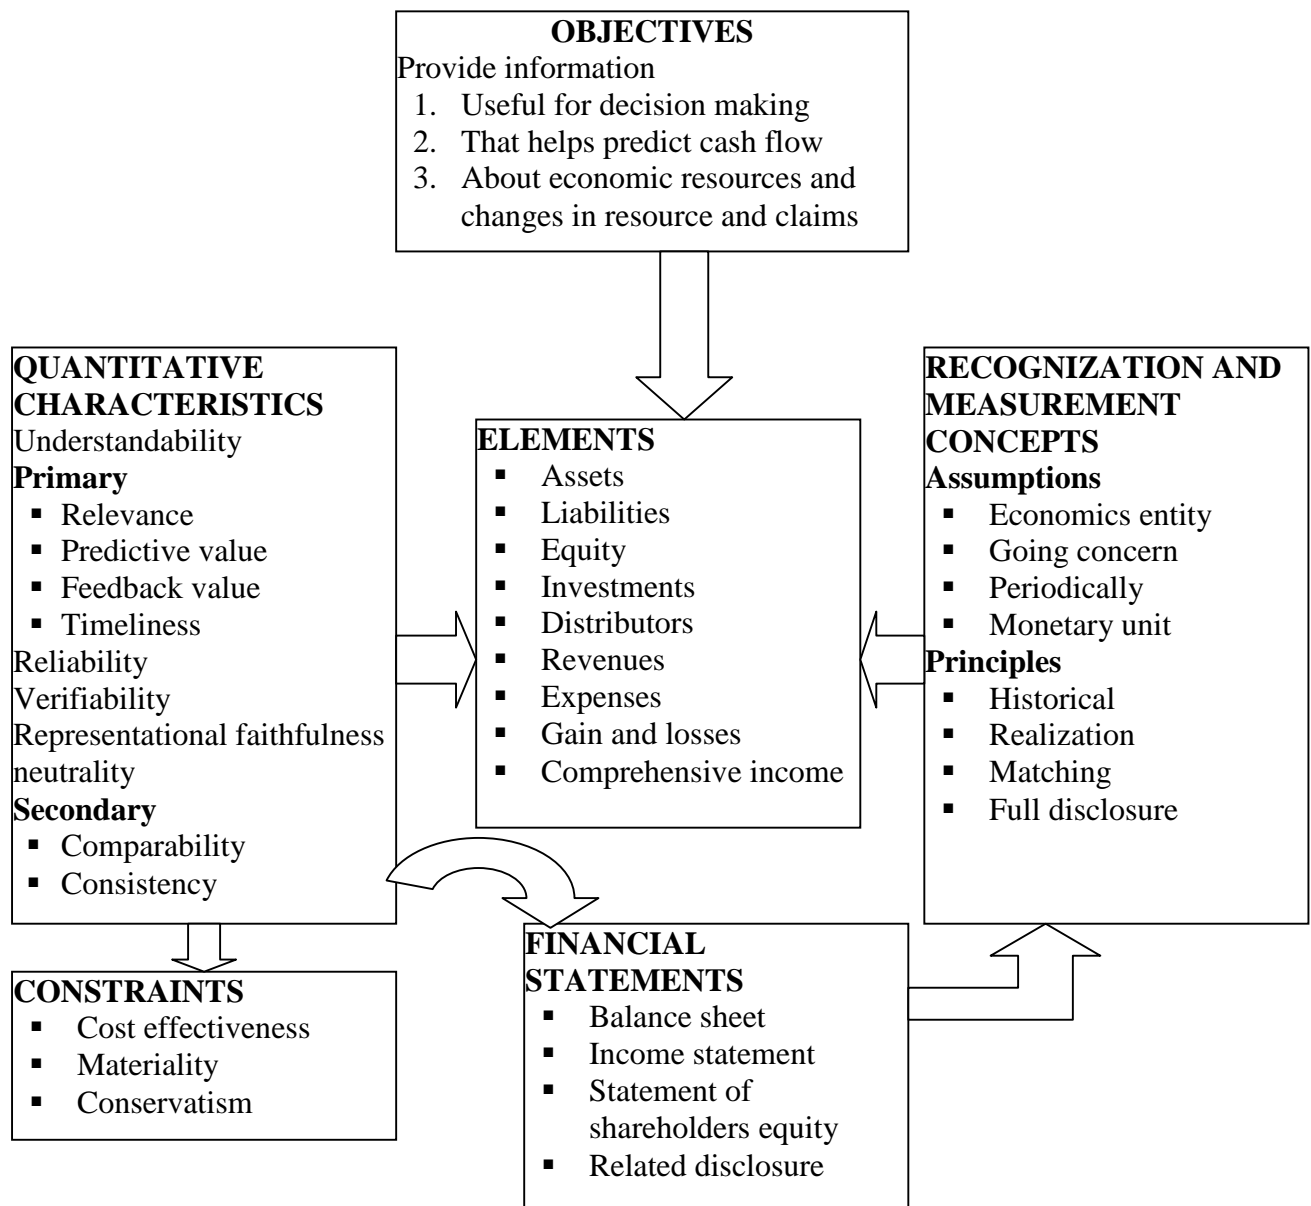 OBJECTIVES
Provide information
1. Useful for decision making
2. That helps predict cash flow
3. About economic resources and
changes in resource and claims
QUANTITATIVE
CHARACTERISTICS
Understandability
Primary
▪ Relevance
▪ Predictive value
▪ Feedback value
▪ Timeliness
Reliability
Verifiability
Representational faithfulness
neutrality
Secondary
▪ Comparability
▪ Consistency
ELEMENTS
▪ Assets
▪ Liabilities
▪ Equity
▪ Investments
▪ Distributors
▪ Revenues
▪ Expenses
▪ Gain and losses
▪ Comprehensive income
RECOGNIZATION AND
MEASUREMENT
CONCEPTS
Assumptions
▪ Economics entity
▪ Going concern
▪ Periodically
▪ Monetary unit
Principles
▪ Historical
▪ Realization
▪ Matching
▪ Full disclosure
CONSTRAINTS
▪ Cost effectiveness
▪ Materiality
▪ Conservatism
FINANCIAL
STATEMENTS
▪ Balance sheet
▪ Income statement
▪ Statement of
shareholders equity
▪ Related disclosure